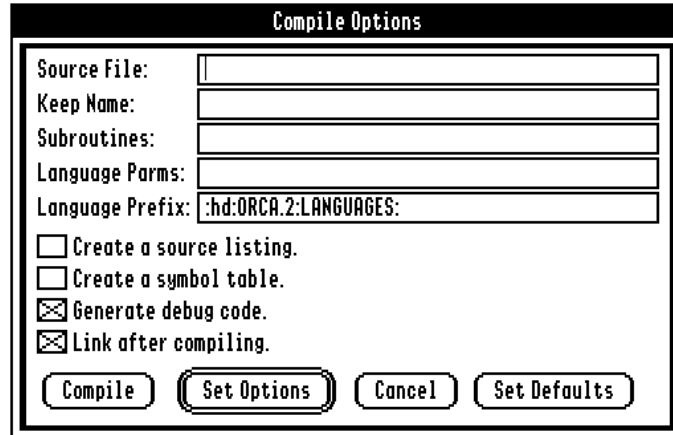 Compile Options
Source File:
Keep Name:
Subroutines:
Language Parms:
Language Prefix: :hd:ORCA.2:LANGUAGES:
Create a source listing.
Create a symbol table.
Generate debug code.
Link after compiling.
Compile Set Options Cancel Set Defaults